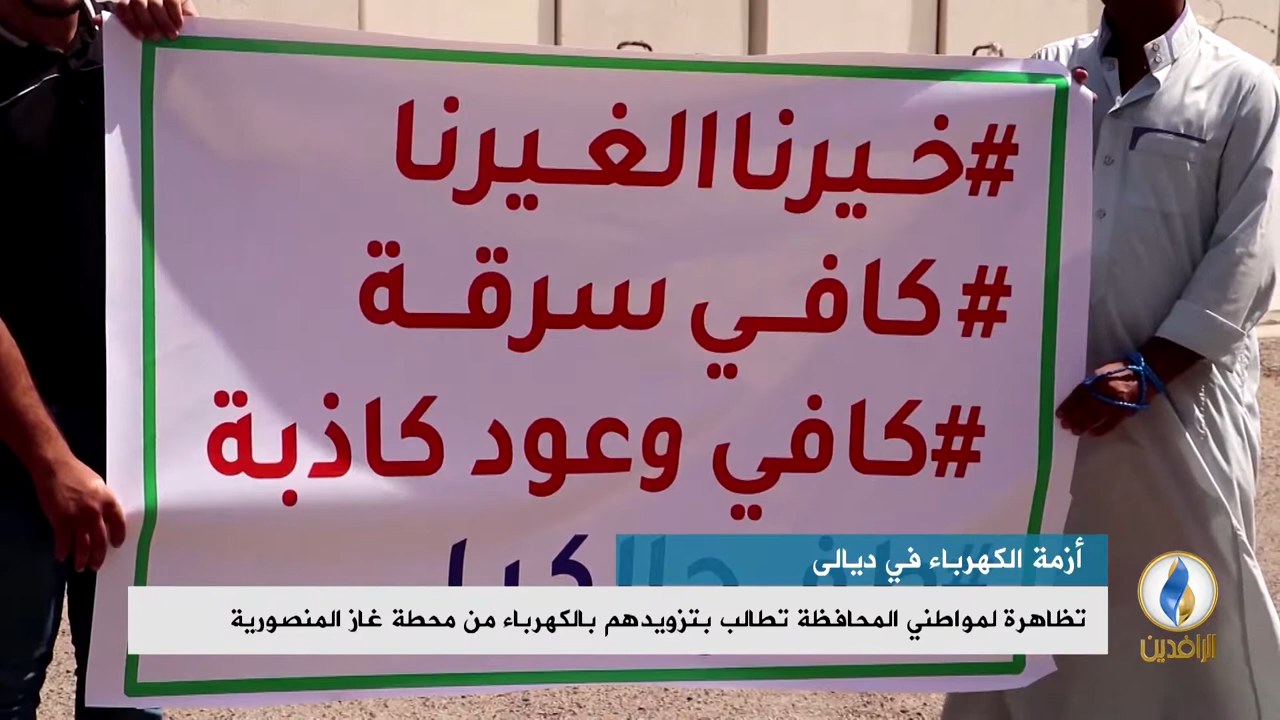 #خيرنا الغيرنا
# كافي سرقة
#كافي وعود كاذبة
أزمة الكهرباء في ديالى
تظاهرة لمواطني المحافظة تطالب بتزويدهم بالكهرباء من محطة غاز المنصورية
الرافدين